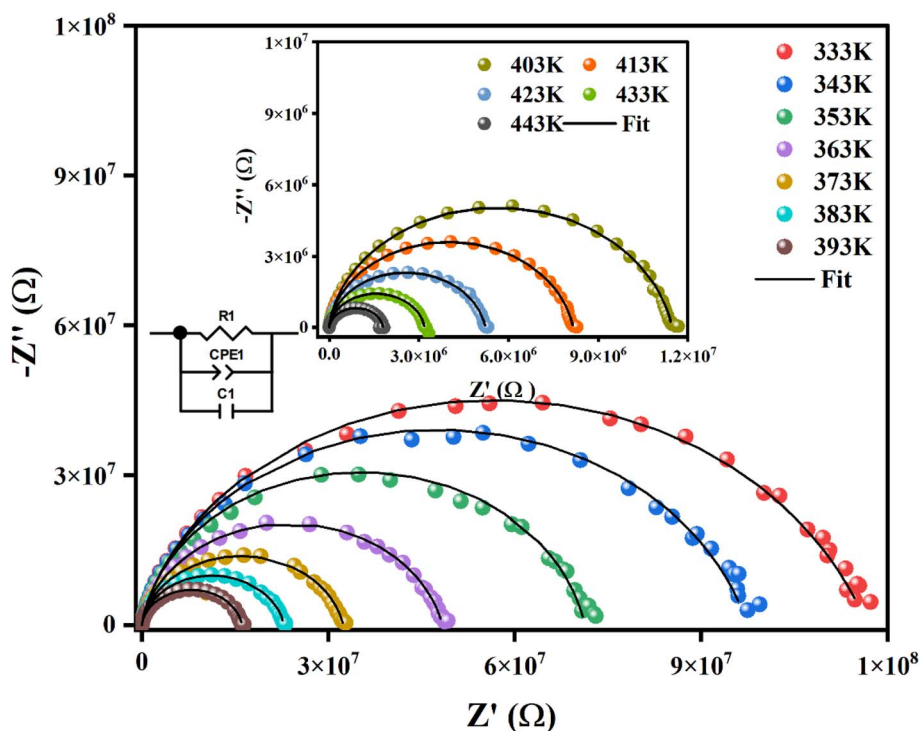 1×10⁸
9×10⁷
6×10⁷
3×10⁷
0
-Z'' (Ω)
1×10⁷
9×10⁶
6×10⁶
3×10⁶
0
-Z'' (Ω)
403K 413K
423K 433K
443K Fit
0.0 3.0×10⁶ 6.0×10⁶ 9.0×10⁶ 1.2×10⁷
Z' (Ω )
333K
343K
353K
363K
373K
383K
393K
Fit
R1
CPE1
C1
0 3×10⁷ 6×10⁷ 9×10⁷ 1×10⁸
Z' (Ω)